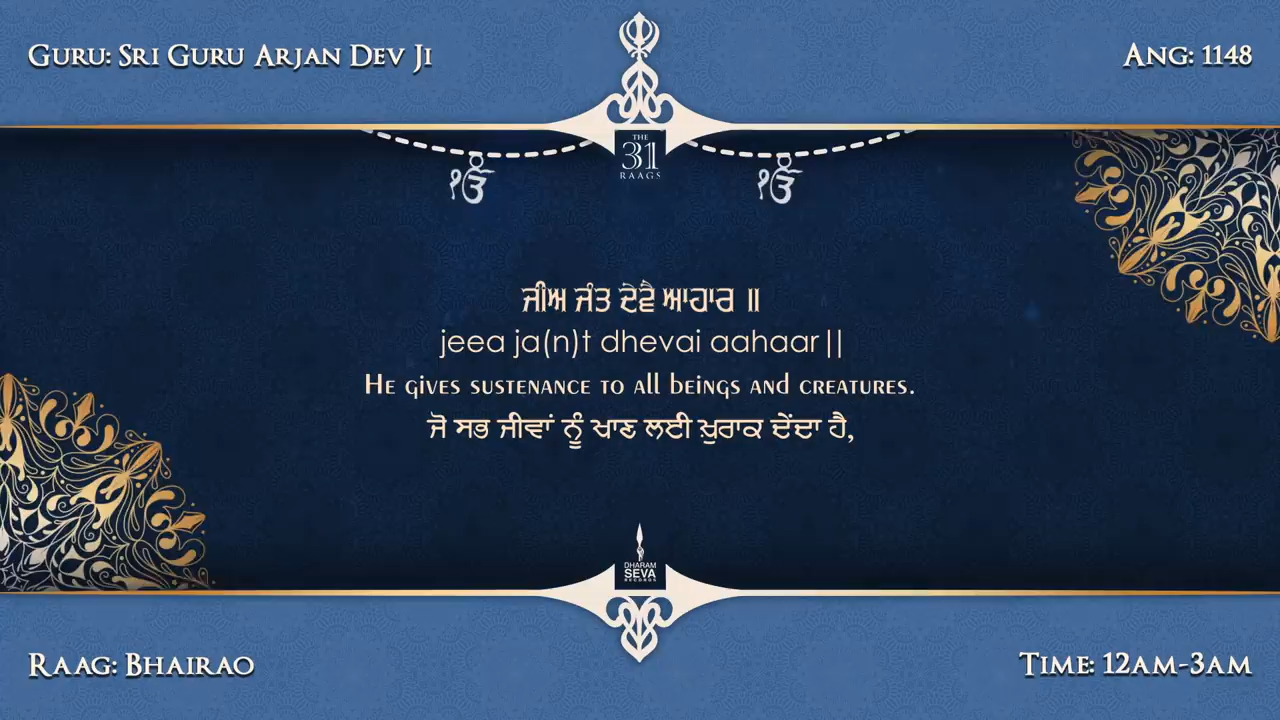 Guru: Sri Guru Arjan Dev Ji
Ang: 1148
THE
31
RAAGS
ੴ
ੴ
ਜੀਅ ਜੰਤ ਦੇਵੈ ਆਹਾਰ ॥
jeea ja(n)t dhevai aahaar||
He gives sustenance to all beings and creatures.
ਜੋ ਸਭ ਜੀਵਾਂ ਨੂੰ ਖਾਣ ਲਈ ਖ਼ੁਰਾਕ ਦੇਂਦਾ ਹੈ,
DHARAM
SEVA
RECORDS
Raag: Bhairao
Time: 12am-3am